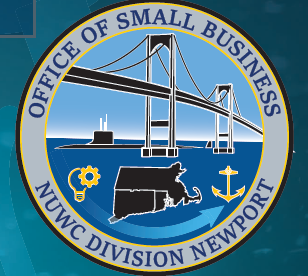 OFFICE OF SMALL BUSINESS
NUWC DIVISION NEWPORT